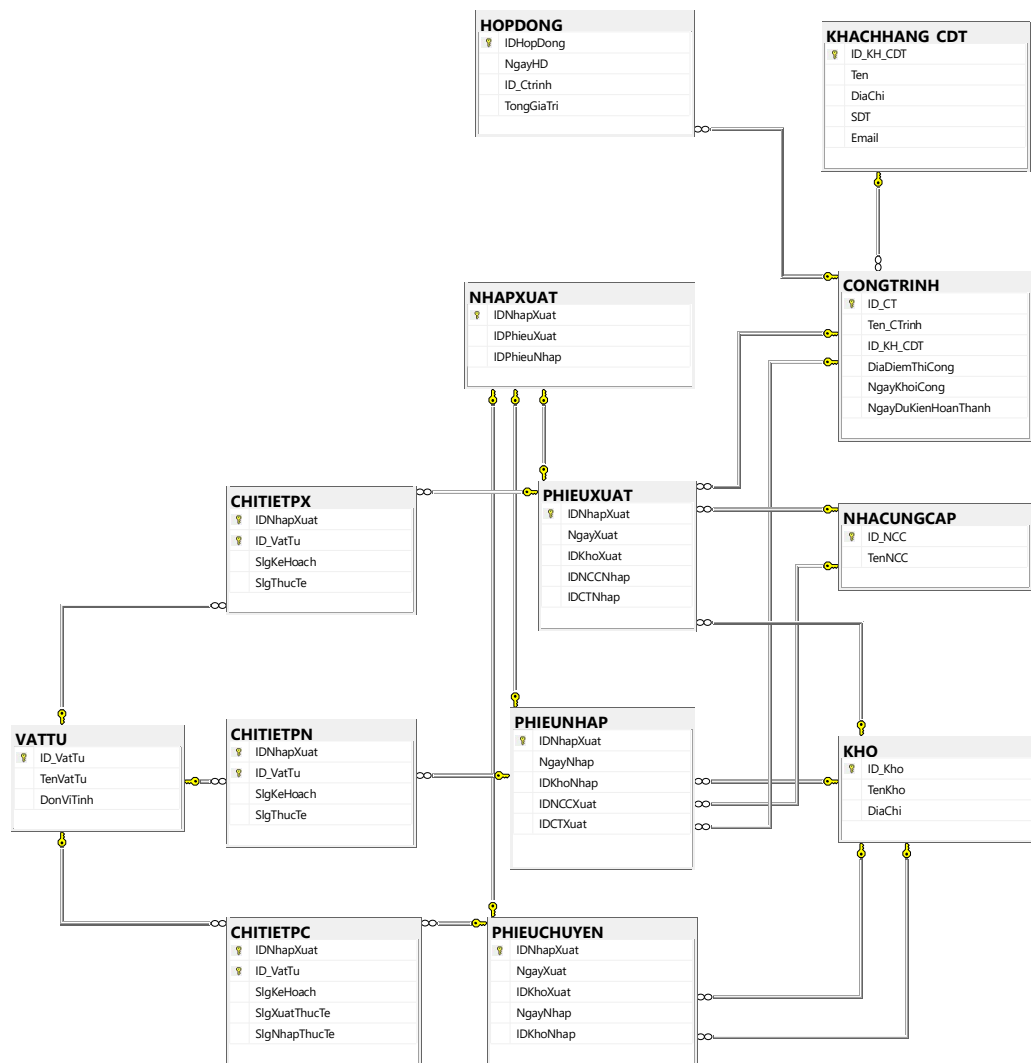 HOPDONG
IDHopDong
NgayHD
ID_Ctrinh
TongGiaTri
KHACHHANG_CDT
ID_KH_CDT
Ten
DiaChi
SDT
Email
CONGTRINH
ID_CT
Ten_CTrinh
ID_KH_CDT
DiaDiemThiCong
NgayKhoiCong
NgayDuKienHoanThanh
NHAPXUAT
IDNhapXuat
IDPhieuXuat
IDPhieuNhap
CHITIETPX
IDNhapXuat
ID_VatTu
SlgKeHoach
SlgThucTe
PHIEUXUAT
IDNhapXuat
NgayXuat
IDKhoXuat
IDNCCNhap
IDCTNhap
NHACUNGCAP
ID_NCC
TenNCC
VATTU
ID_VatTu
TenVatTu
DonViTinh
CHITIETPN
IDNhapXuat
ID_VatTu
SlgKeHoach
SlgThucTe
PHIEUNHAP
IDNhapXuat
NgayNhap
IDKhoNhap
IDNCCXuat
IDCTXuat
KHO
ID_Kho
TenKho
DiaChi
CHITIETPC
IDNhapXuat
ID_VatTu
SlgKeHoach
SlgXuatThucTe
SlgNhapThucTe
PHIEUCHUYEN
IDNhapXuat
NgayXuat
IDKhoXuat
NgayNhap
IDKhoNhap